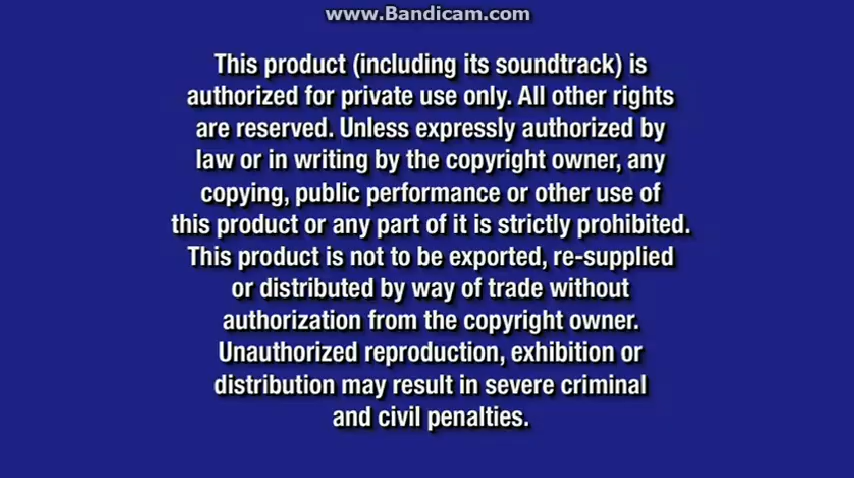 www.Bandicam.com
This product (including its soundtrack) is
authorized for private use only. All other rights
are reserved. Unless expressly authorized by
law or in writing by the copyright owner, any
copying, public performance or other use of
this product or any part of it is strictly prohibited.
This product is not to be exported, re-supplied
or distributed by way of trade without
authorization from the copyright owner.
Unauthorized reproduction, exhibition or
distribution may result in severe criminal
and civil penalties.